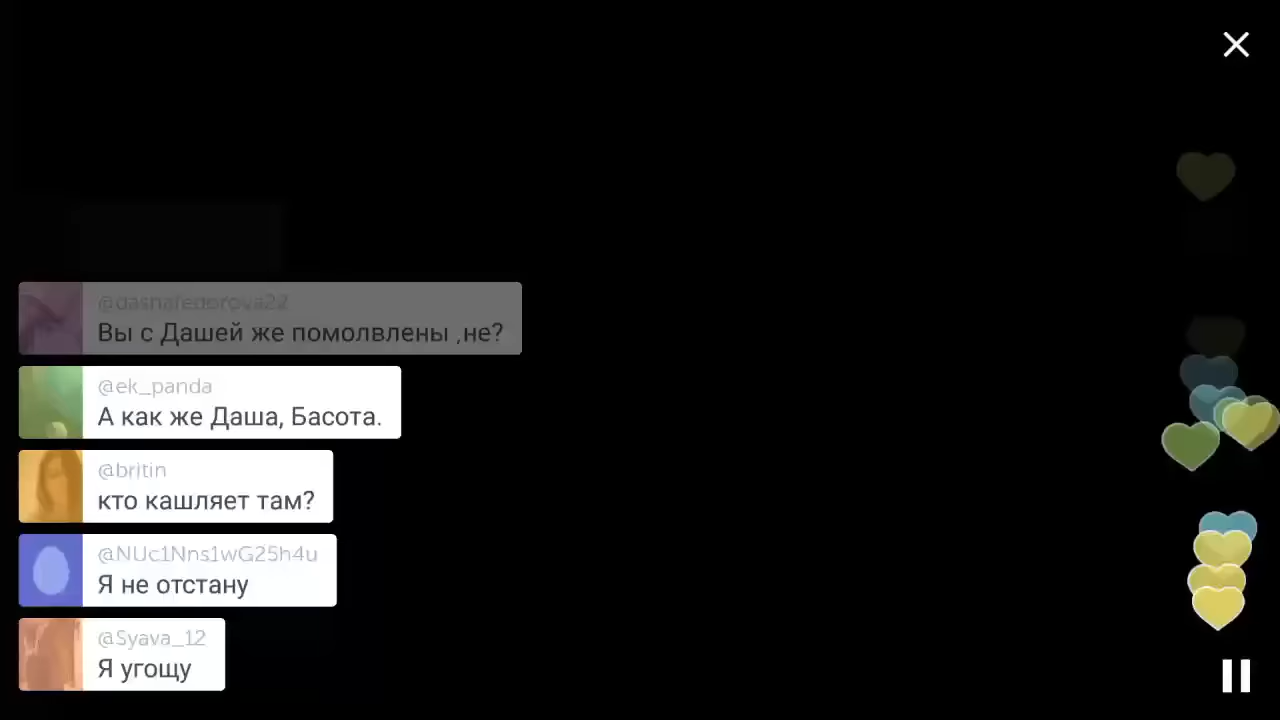 @dashafedorova22
Вы с Дашей же помолвлены ,не?
@ek_panda
А как же Даша, Басота.
@britin
кто кашляет там?
@NUc1Nns1wG25h4u
Я не отстану
@Syava_12
Я угощу